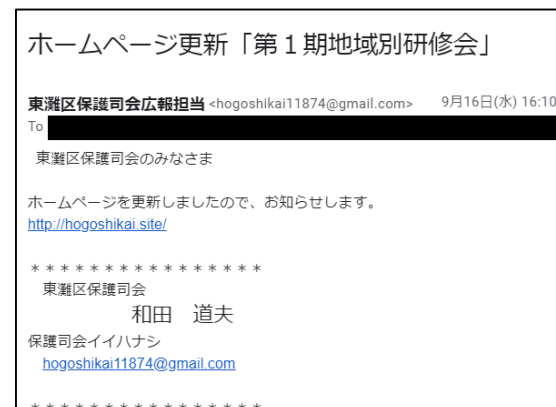 ホームページ更新「第１期地域別研修会」
東灘区保護司会広報担当 <hogoshikai11874@gmail.com> 9月16日(水) 16:10
To
東灘区保護司会のみなさま
ホームページを更新しましたので、お知らせします。
http://hogoshikai.site/
＊＊＊＊＊＊＊＊＊＊＊＊＊＊＊＊
東灘区保護司会
和田　道夫
保護司会イイハナシ
hogoshikai11874@gmail.com
＊＊＊＊＊＊＊＊＊＊＊＊＊＊＊＊